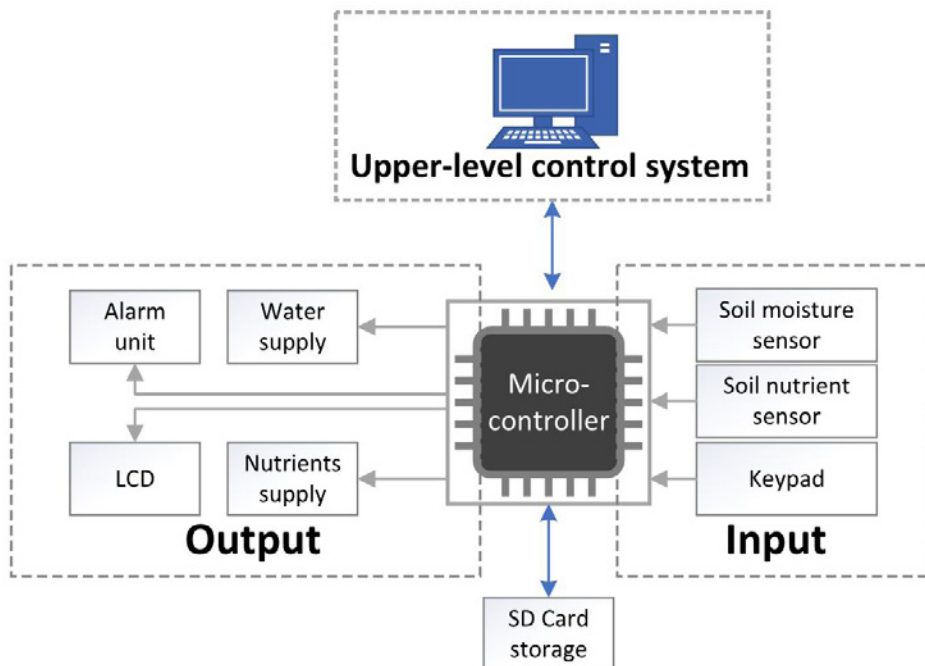 Upper-level control system
Alarm
unit
Water
supply
LCD
Nutrients
supply
Output
Micro-
controller
Soil moisture
sensor
Soil nutrient
sensor
Keypad
Input
SD Card
storage